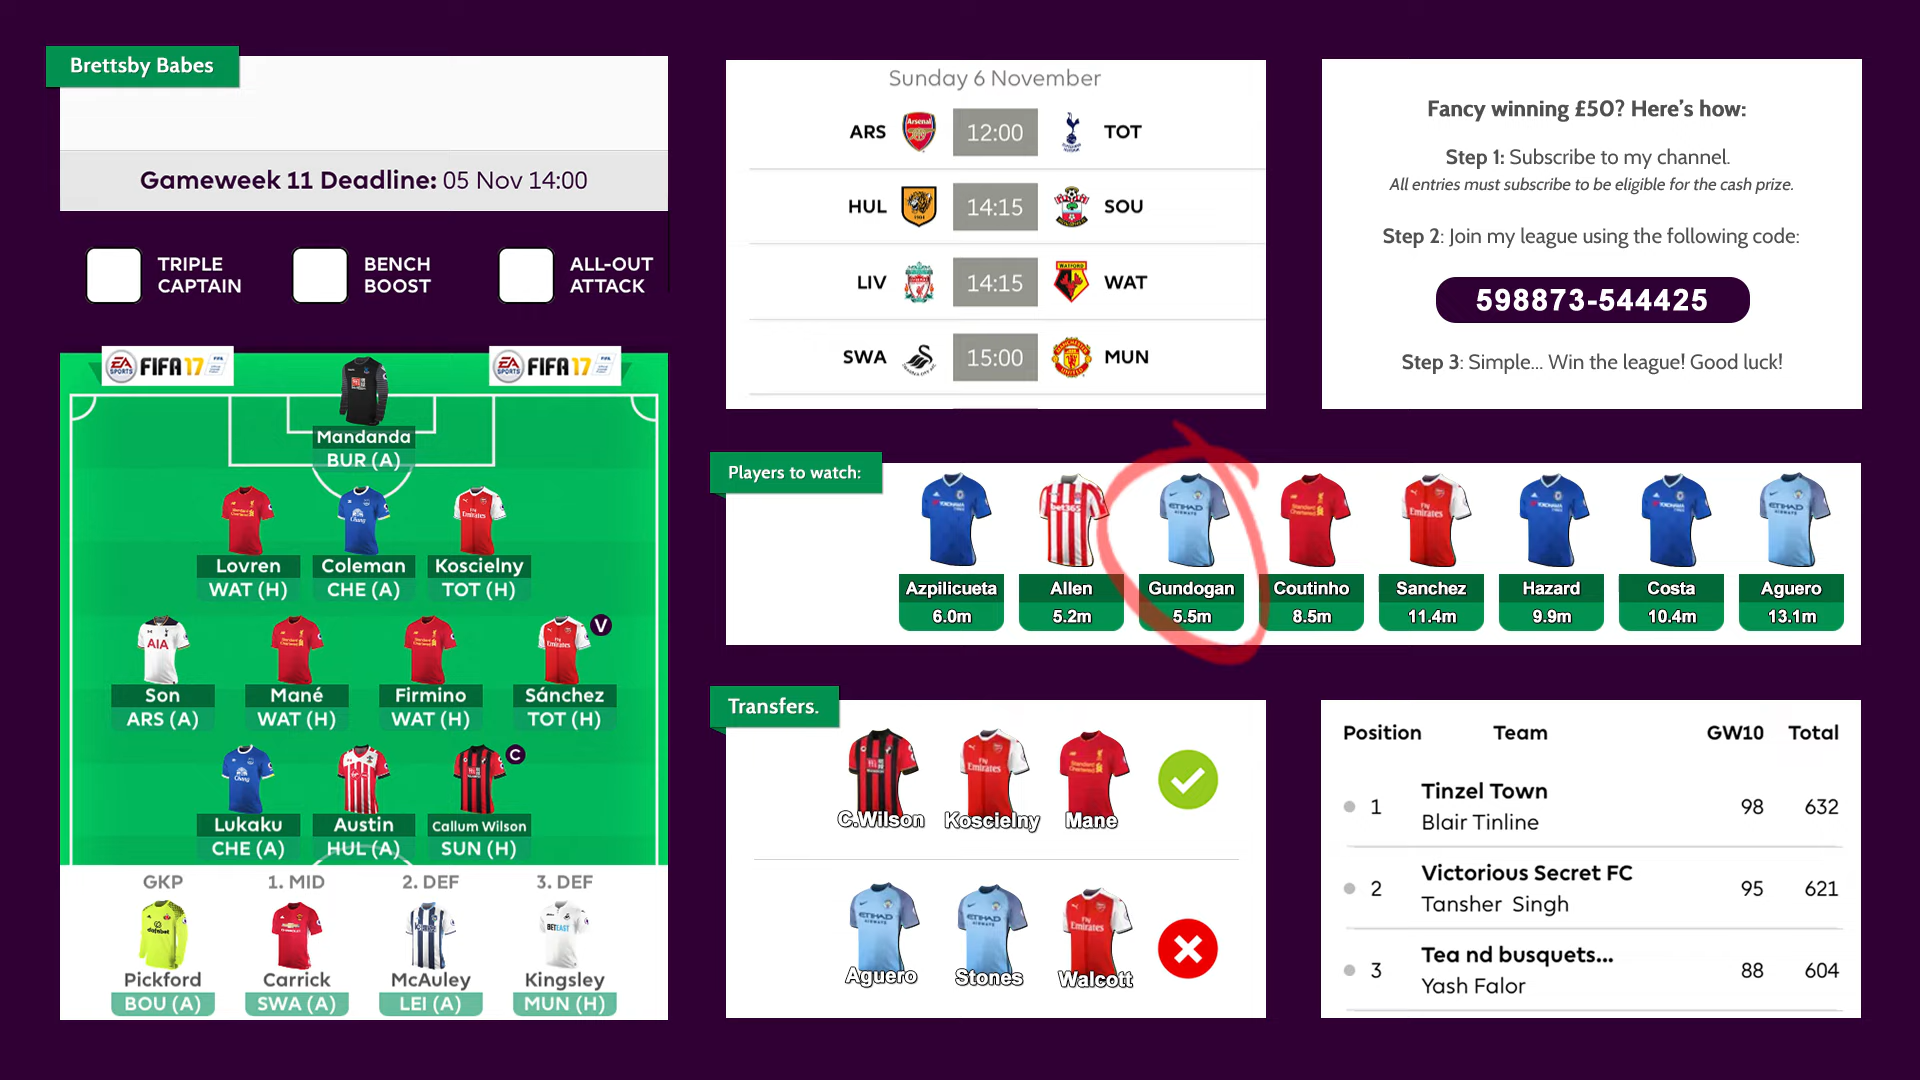 Brettsby Babes
Gameweek 11 Deadline: 05 Nov 14:00
TRIPLE CAPTAIN
BENCH BOOST
ALL-OUT ATTACK
EA SPORTS FIFA 17
EA SPORTS FIFA 17
Mandanda
BUR (A)
Lovren Coleman Koscielny
WAT (H) CHE (A) TOT (H)
V
Son Mané Firmino Sánchez
ARS (A) WAT (H) WAT (H) TOT (H)
C
Lukaku Austin Callum Wilson
CHE (A) HUL (A) SUN (H)
GKP 1. MID 2. DEF 3. DEF
Pickford Carrick McAuley Kingsley
BOU (A) SWA (A) LEI (A) MUN (H)
Sunday 6 November
ARS 12:00 TOT
HUL 14:15 SOU
LIV 14:15 WAT
SWA 15:00 MUN
Fancy winning £50? Here's how:
Step 1: Subscribe to my channel.
All entries must subscribe to be eligible for the cash prize.
Step 2: Join my league using the following code:
598873-544425
Step 3: Simple... Win the league! Good luck!
Players to watch:
Azpilicueta Allen Gundogan Coutinho Sanchez Hazard Costa Aguero
6.0m 5.2m 5.5m 8.5m 11.4m 9.9m 10.4m 13.1m
Transfers.
C.Wilson Koscielny Mane
Aguero Stones Walcott
Position Team GW10 Total
1 Tinzel Town 98 632
Blair Tinline
2 Victorious Secret FC 95 621
Tansher Singh
3 Tea nd busquets... 88 604
Yash Falor